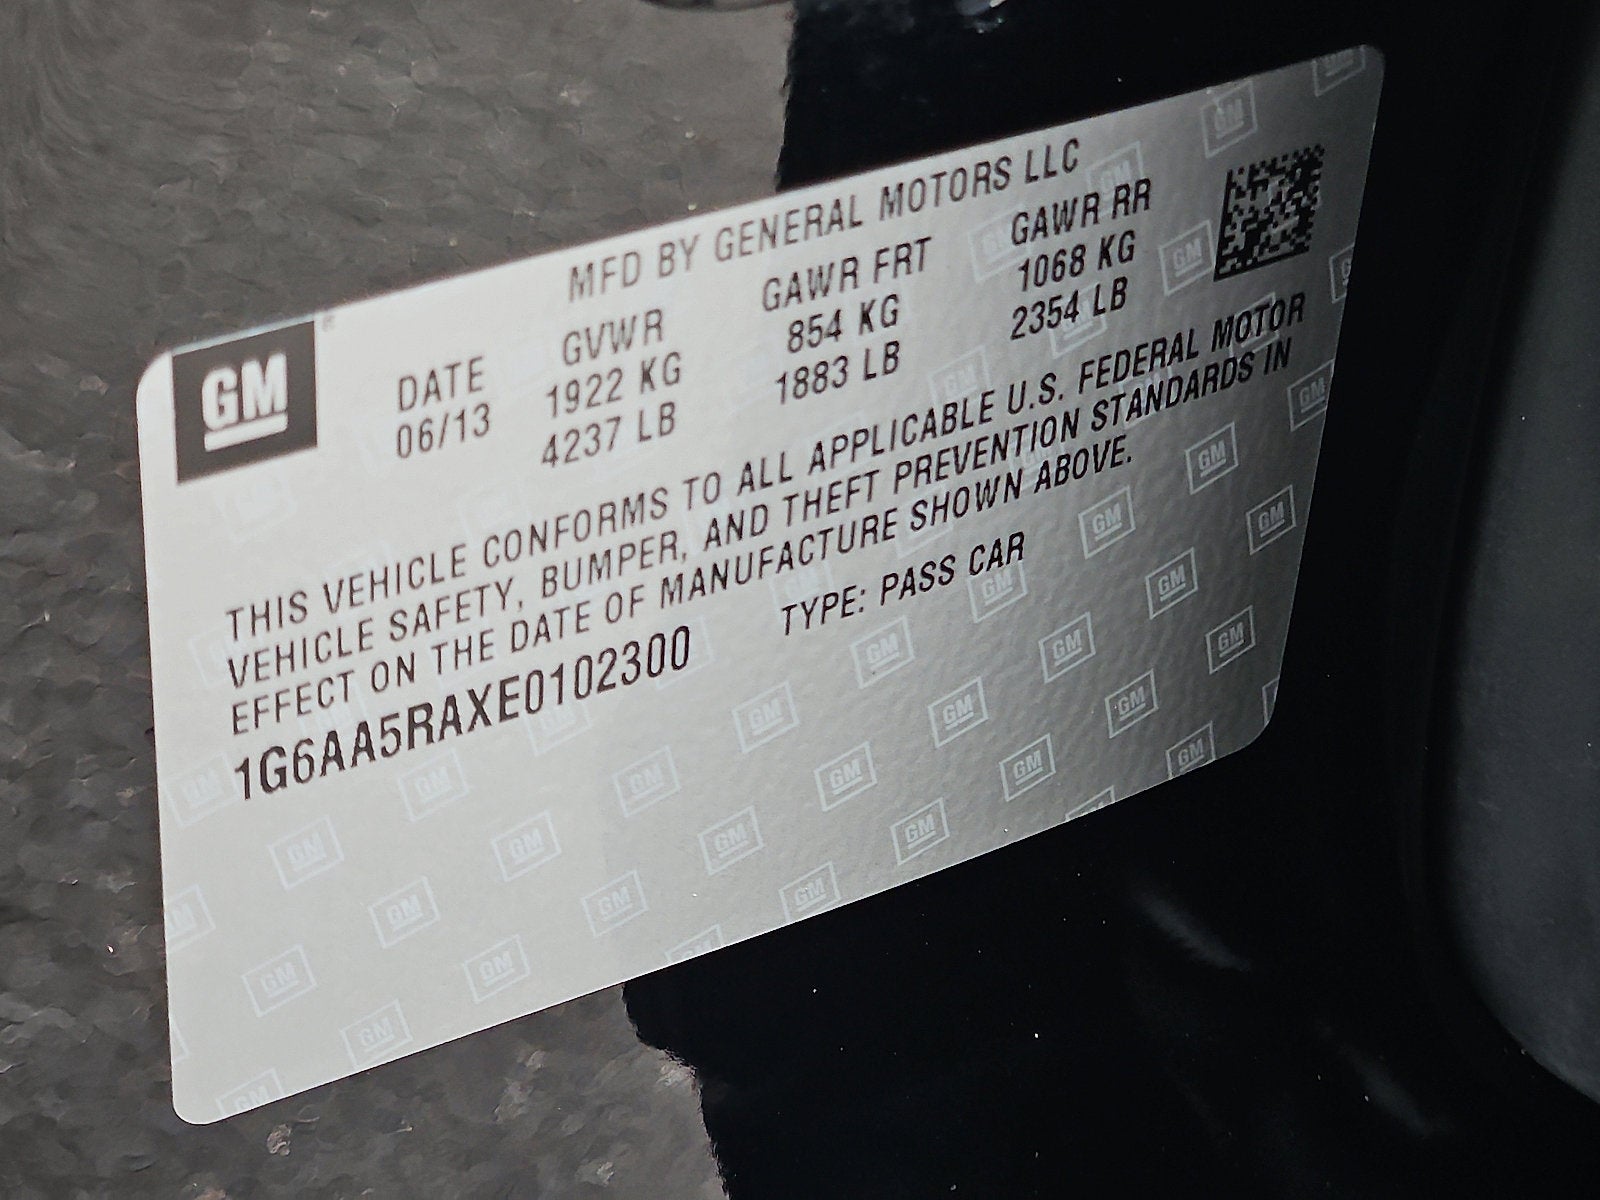 MFD BY GENERAL MOTORS LLC
GM
DATE GVWR GAWR FRT GAWR RR
06/13 1922 KG 854 KG 1068 KG
4237 LB 1883 LB 2354 LB
THIS VEHICLE CONFORMS TO ALL APPLICABLE U.S. FEDERAL MOTOR
VEHICLE SAFETY, BUMPER, AND THEFT PREVENTION STANDARDS IN
EFFECT ON THE DATE OF MANUFACTURE SHOWN ABOVE.
1G6AA5RAXE0102300 TYPE: PASS CAR